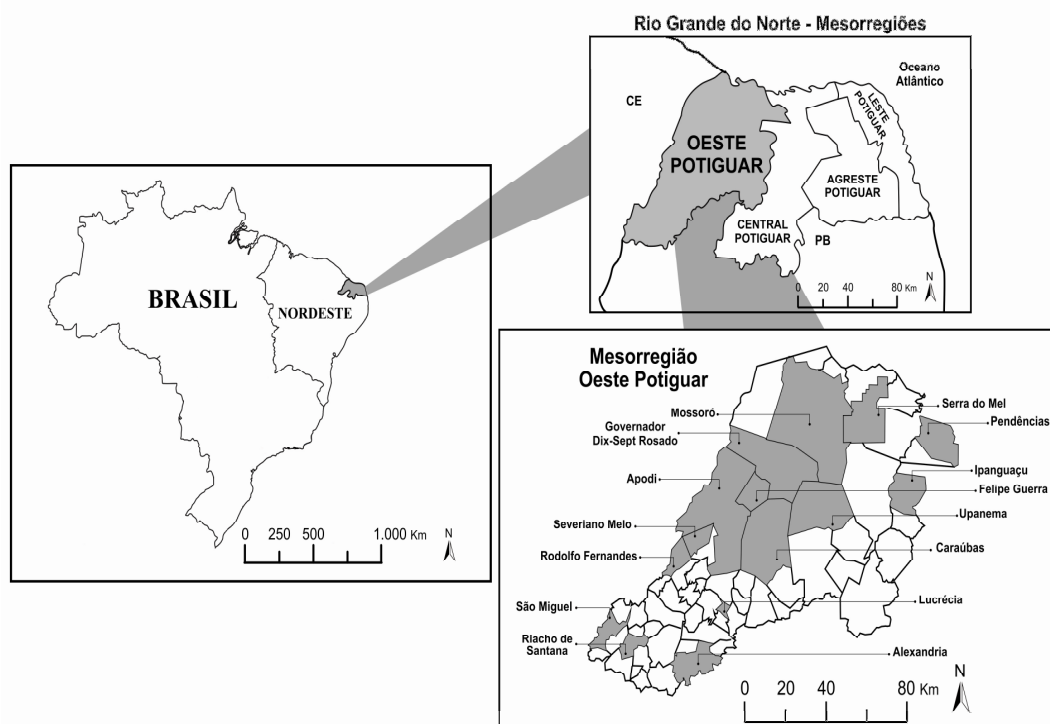 Rio Grande do Norte - Mesorregiões
Oceano
Atlântico
CE
LESTE
POTIGUAR
OESTE
POTIGUAR
AGRESTE
POTIGUAR
CENTRAL
POTIGUAR
PB
N
0 20 40 80 Km
BRASIL
NORDESTE
0 250 500 1.000 Km
N
Mesorregião
Oeste Potiguar
Mossoró
Serra do Mel
Pendências
Governador
Dix-Sept Rosado
Ipanguaçu
Apodi
Felipe Guerra
Upanema
Severiano Melo
Caraúbas
Rodolfo Fernandes
Lucrécia
São Miguel
Riacho de
Santana
Alexandria
N
0 20 40 80 Km